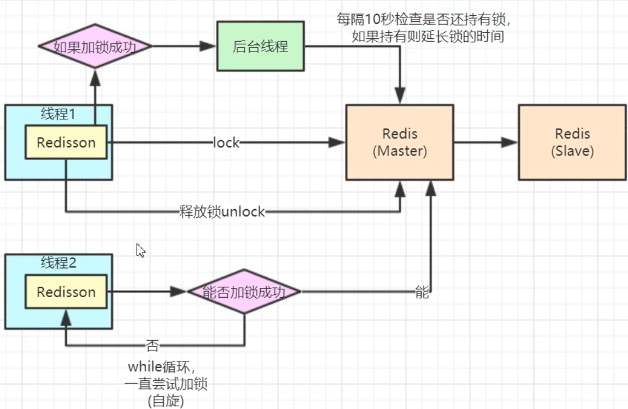 每隔10秒检查是否还持有锁，
如果持有则延长锁的时间
如果加锁成功
后台线程
线程1
Redisson
lock
Redis
(Master)
Redis
(Slave)
释放锁unlock
线程2
Redisson
能否加锁成功
能
否
while循环，
一直尝试加锁
(自旋)